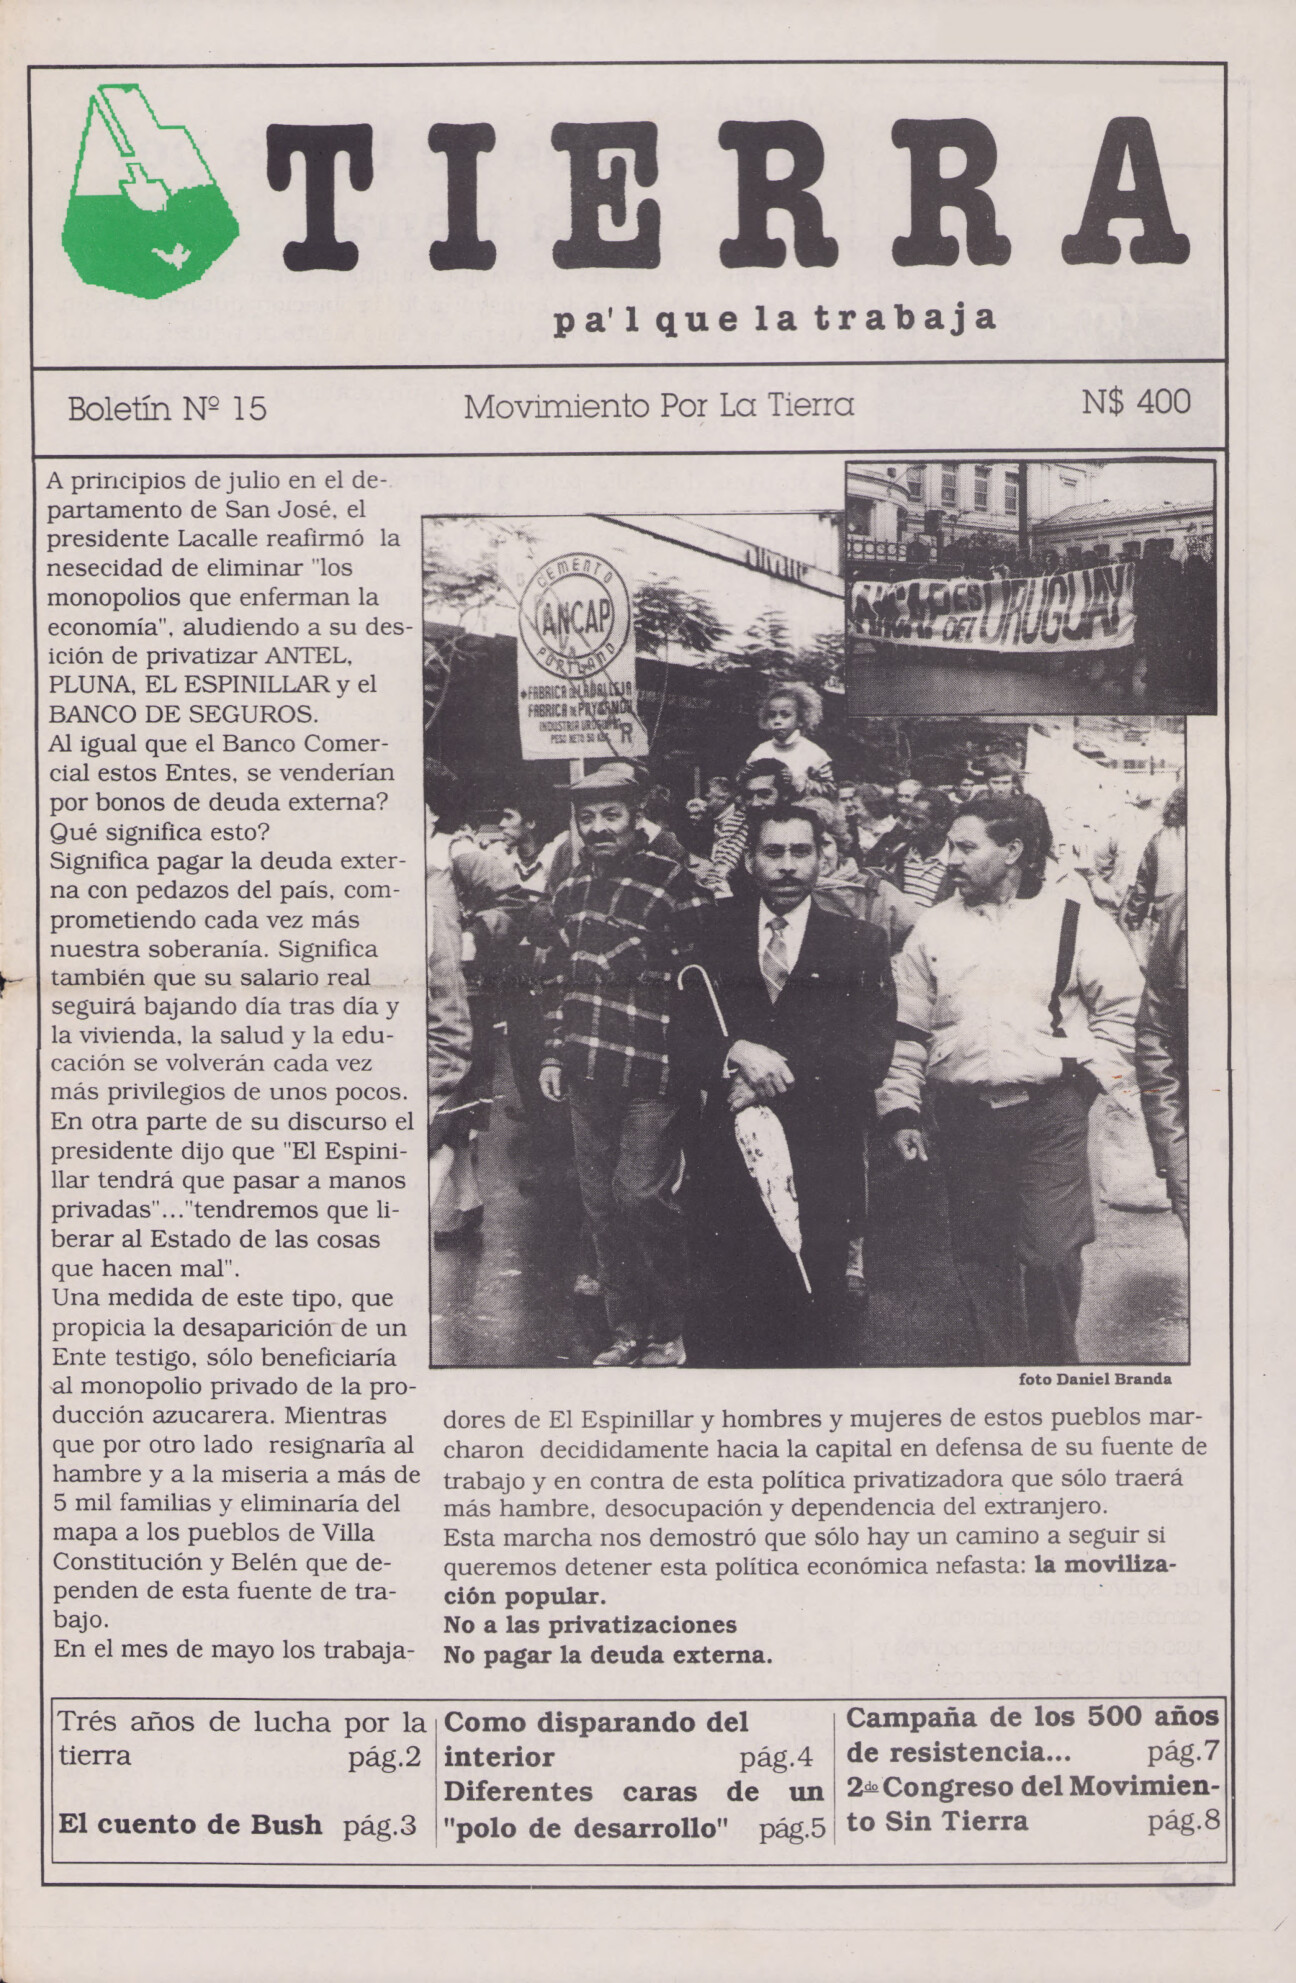 TIERRA
pa'l que la trabaja
Boletín Nº 15
Movimiento Por La Tierra
N$ 400
A principios de julio en el de-
partamento de San José, el
presidente Lacalle reafirmó la
nesecidad de eliminar "los
monopolios que enferman la
economía", aludiendo a su des-
ición de privatizar ANTEL,
PLUNA, EL ESPINILLAR y el
BANCO DE SEGUROS.
Al igual que el Banco Comer-
cial estos Entes, se venderían
por bonos de deuda externa?
Qué significa esto?
Significa pagar la deuda exter-
na con pedazos del país, com-
prometiendo cada vez más
nuestra soberanía. Significa
también que su salario real
seguirá bajando día tras día y
la vivienda, la salud y la edu-
cación se volverán cada vez
más privilegios de unos pocos.
En otra parte de su discurso el
presidente dijo que "El Espini-
llar tendrá que pasar a manos
privadas"..."tendremos que li-
berar al Estado de las cosas
que hacen mal".
Una medida de este tipo, que
propicia la desaparición de un
Ente testigo, sólo beneficiaría
al monopolio privado de la pro-
ducción azucarera. Mientras
que por otro lado resignaría al
hambre y a la miseria a más de
5 mil familias y eliminaría del
mapa a los pueblos de Villa
Constitución y Belén que de-
penden de esta fuente de tra-
bajo.
En el mes de mayo los trabaja-
CEMENTO
ANCAP
PORTLAND
FABRICA DE LAVALLEJA
FABRICA DE PAYSANDU
INDUSTRIA URUGUAYA
PESO NETO 50 KGS.
R
ANCAP ES
DEL URUGUAY
foto Daniel Branda
dores de El Espinillar y hombres y mujeres de estos pueblos mar-
charon decididamente hacia la capital en defensa de su fuente de
trabajo y en contra de esta política privatizadora que sólo traerá
más hambre, desocupación y dependencia del extranjero.
Esta marcha nos demostró que sólo hay un camino a seguir si
queremos detener esta política económica nefasta: la moviliza-
ción popular.
No a las privatizaciones
No pagar la deuda externa.
Trés años de lucha por la
tierra pág.2
El cuento de Bush pág.3
Como disparando del
interior pág.4
Diferentes caras de un
"polo de desarrollo" pág.5
Campaña de los 500 años
de resistencia... pág.7
2do Congreso del Movimien-
to Sin Tierra pág.8